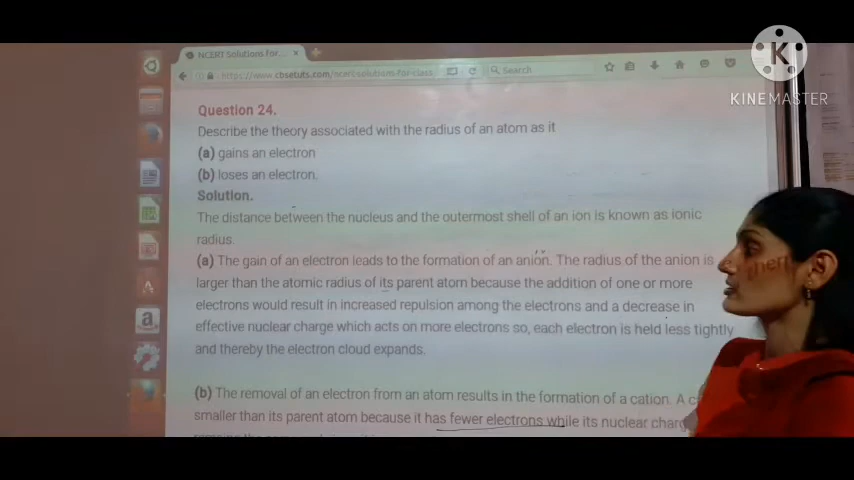 NCERT Solutions for...
https://www.cbsetuts.com/ncert-solutions-for-class
Search
KINEMASTER
Question 24.
Describe the theory associated with the radius of an atom as it
(a) gains an electron
(b) loses an electron.
Solution.
The distance between the nucleus and the outermost shell of an ion is known as ionic
radius.
(a) The gain of an electron leads to the formation of an anion. The radius of the anion is
larger than the atomic radius of its parent atom because the addition of one or more
electrons would result in increased repulsion among the electrons and a decrease in
effective nuclear charge which acts on more electrons so, each electron is held less tightly
and thereby the electron cloud expands.
(b) The removal of an electron from an atom results in the formation of a cation. A
smaller than its parent atom because it has fewer electrons while its nuclear